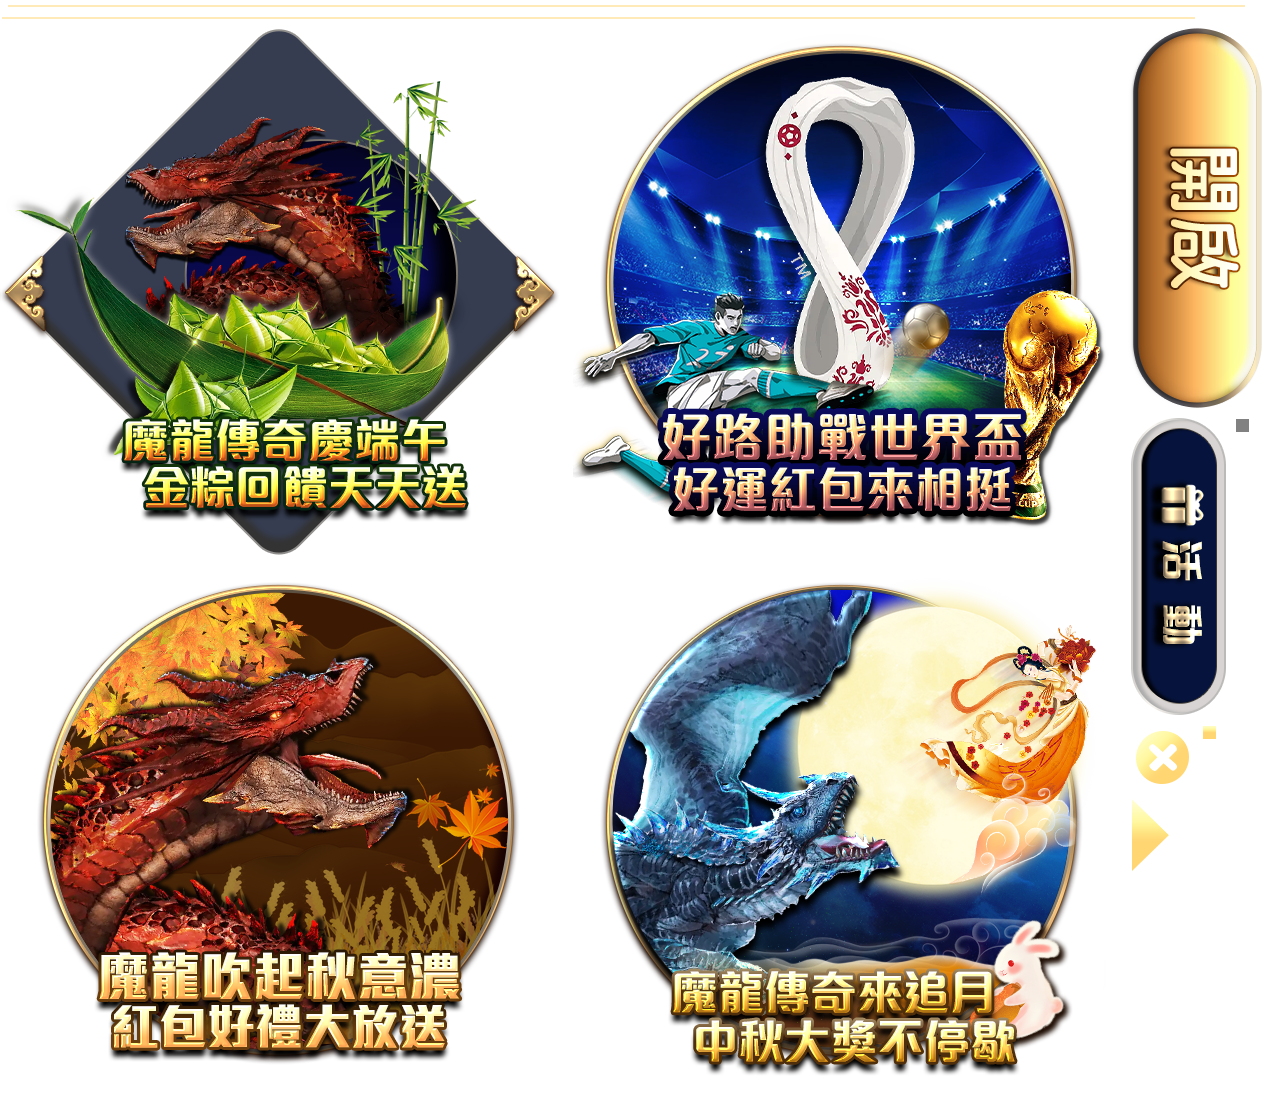 魔龍傳奇慶端午
金粽回饋天天送
TM
好路助戰世界盃
好運紅包來相挺
CUP
魔龍吹起秋意濃
紅包好禮大放送
魔龍傳奇來追月
中秋大獎不停歇
開啟
活動